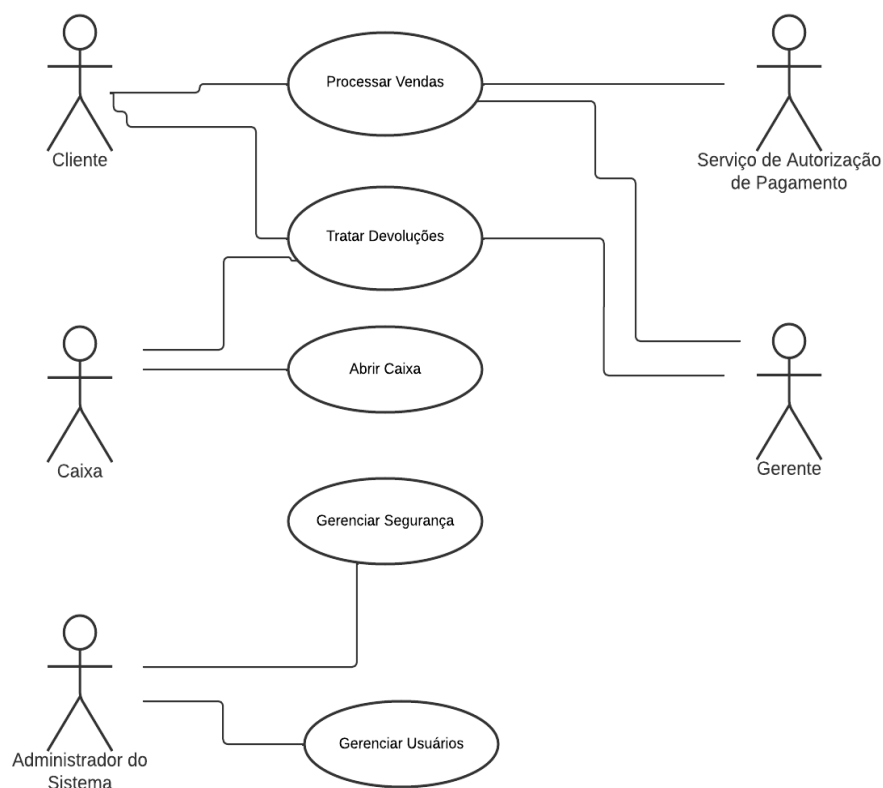 Processar Vendas
Cliente
Serviço de Autorização
de Pagamento
Tratar Devoluções
Abrir Caixa
Caixa
Gerente
Gerenciar Segurança
Gerenciar Usuários
Administrador do
Sistema